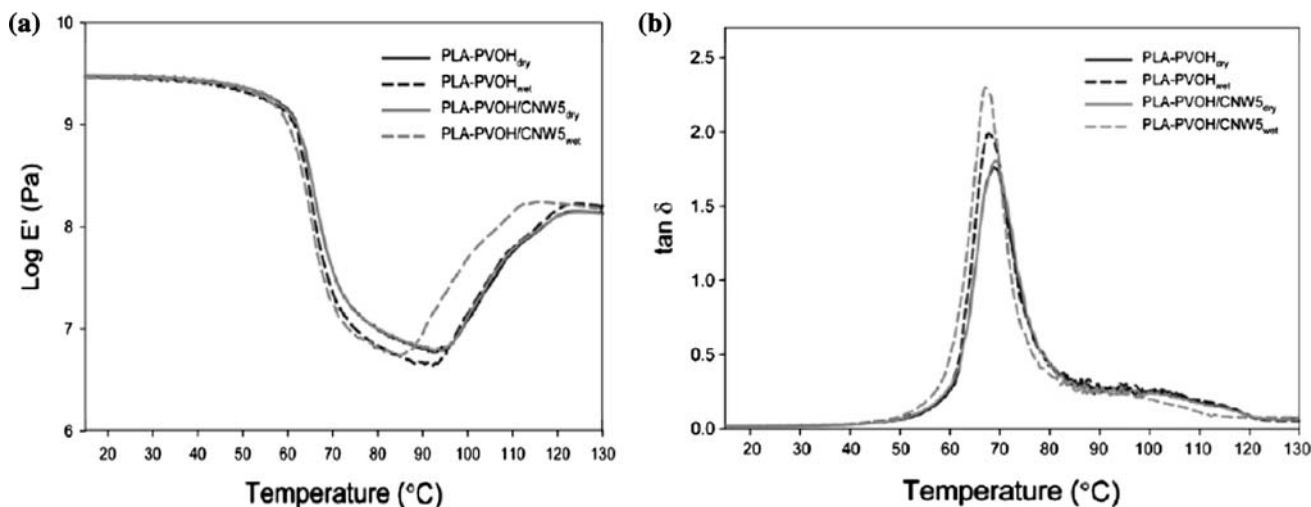 (a)
10
9
8
7
6
Log E' (Pa)
PLA-PVOHdry
PLA-PVOHwet
PLA-PVOH/CNW5dry
PLA-PVOH/CNW5wet
20 30 40 50 60 70 80 90 100 110 120 130
Temperature (°C)
(b)
2.5
2.0
1.5
1.0
0.5
0.0
tan δ
PLA-PVOHdry
PLA-PVOHwet
PLA-PVOH/CNW5dry
PLA-PVOH/CNW5wet
20 30 40 50 60 70 80 90 100 110 120 130
Temperature (°C)